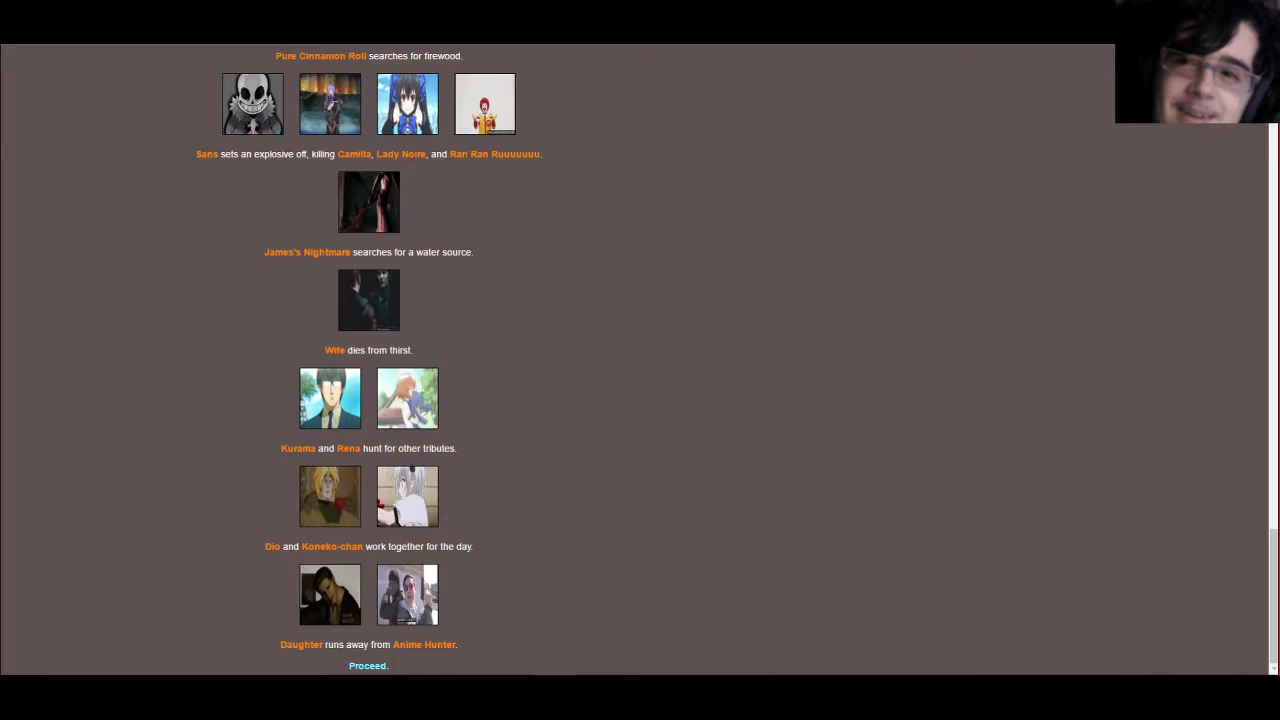 Pure Cinnamon Roll searches for firewood.
Sans sets an explosive off, killing Camilla, Lady Noire, and Ran Ran Ruuuuuuu.
James's Nightmare searches for a water source.
Wife dies from thirst.
Kurama and Rena hunt for other tributes.
Dio and Koneko-chan work together for the day.
Daughter runs away from Anime Hunter.
Proceed.